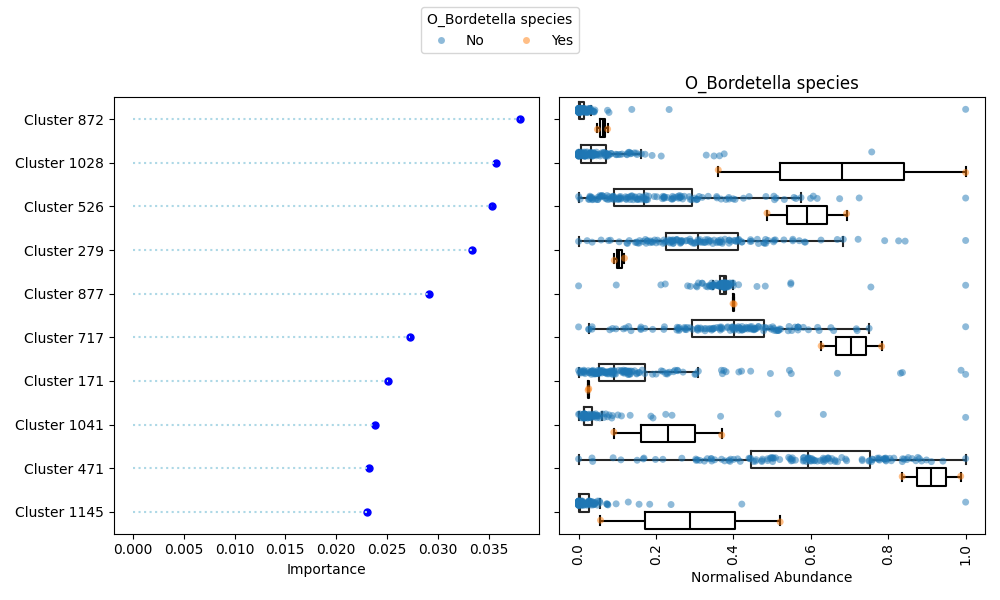 O_Bordetella species
No Yes
O_Bordetella species
Cluster 872
Cluster 1028
Cluster 526
Cluster 279
Cluster 877
Cluster 717
Cluster 171
Cluster 1041
Cluster 471
Cluster 1145
0.000 0.005 0.010 0.015 0.020 0.025 0.030 0.035
Importance
0.0 0.2 0.4 0.6 0.8 1.0
Normalised Abundance